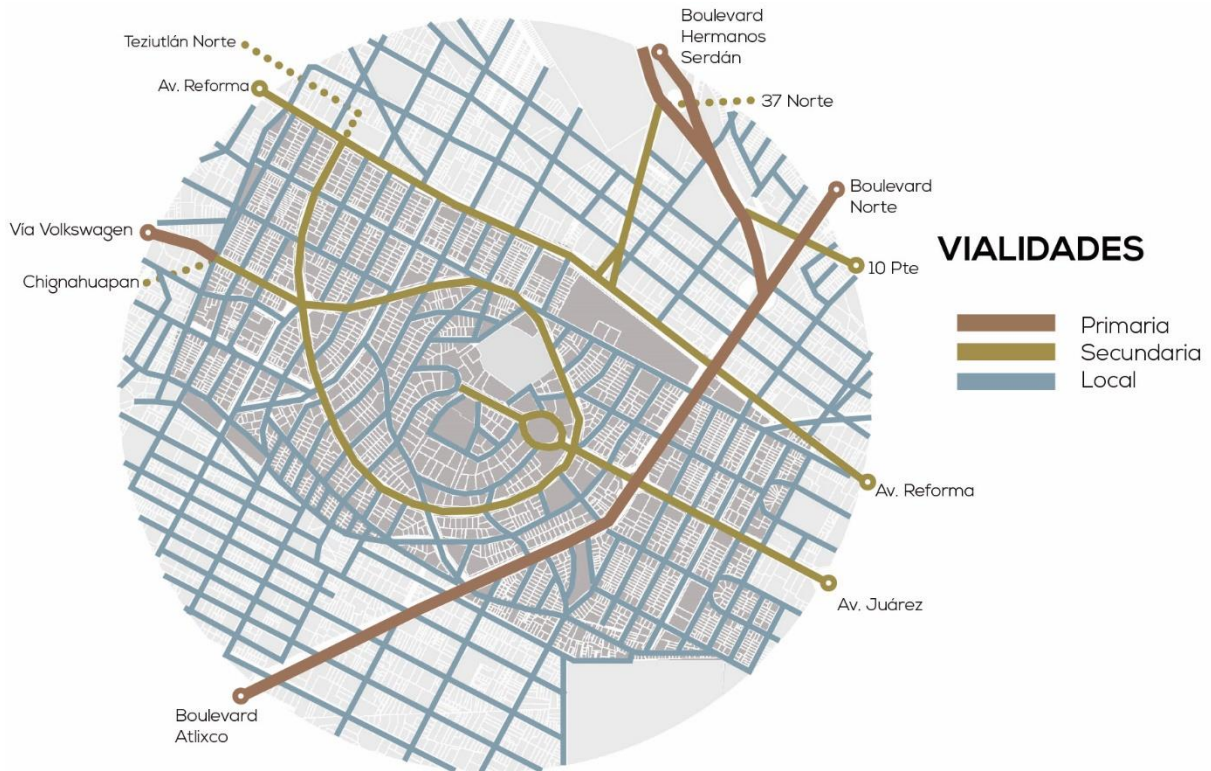 Boulevard
Hermanos
Serdán
Teziutlán Norte
Av. Reforma
37 Norte
Boulevard
Norte
Vía Volkswagen
Chignahuapan
10 Pte
VIALIDADES
Primaria
Secundaria
Local
Av. Reforma
Av. Juárez
Boulevard
Atlixco